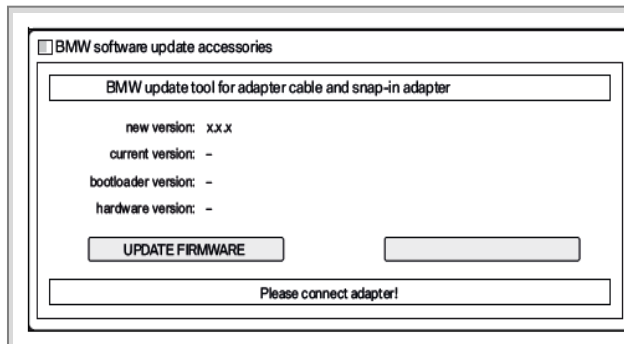 BMW software update accessories
BMW update tool for adapter cable and snap-in adapter
new version: x.x.x
current version: –
bootloader version: –
hardware version: –
UPDATE FIRMWARE
Please connect adapter!